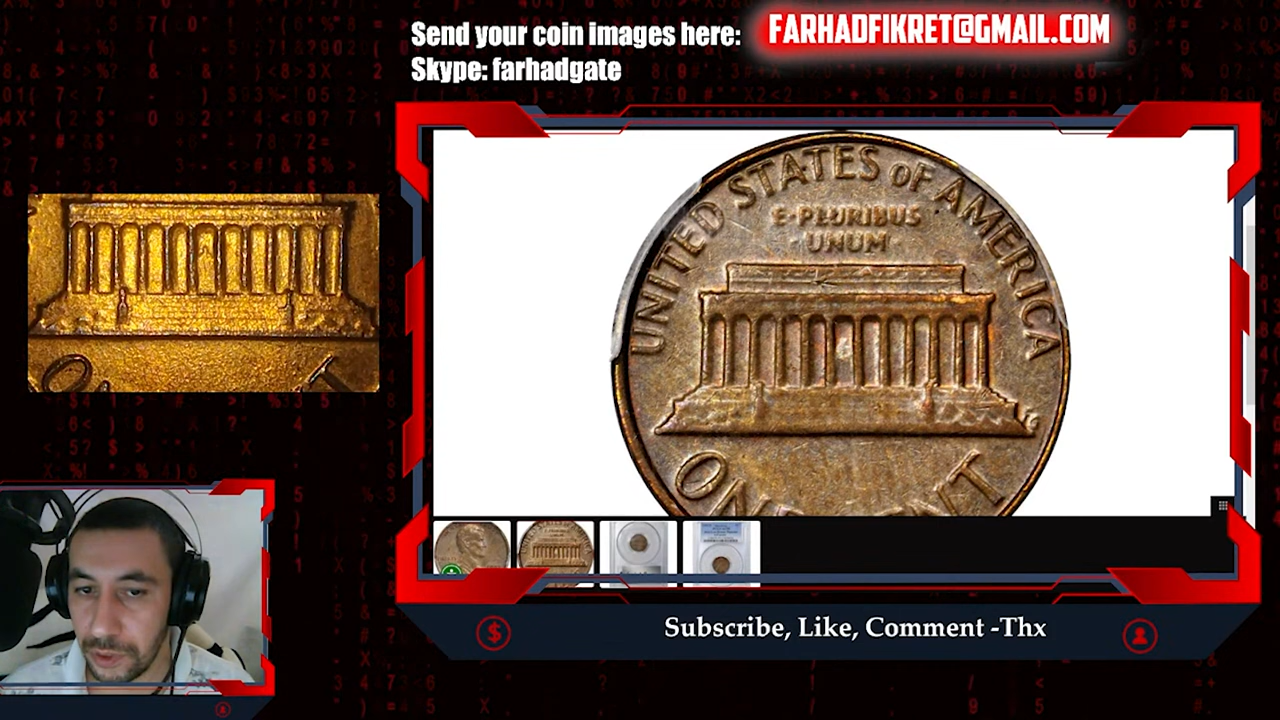 Send your coin images here: FARHADFIKRET@GMAIL.COM
Skype: farhadgate
UNITED STATES OF AMERICA
E·PLURIBUS
UNUM
ONE CENT
Subscribe, Like, Comment -Thx